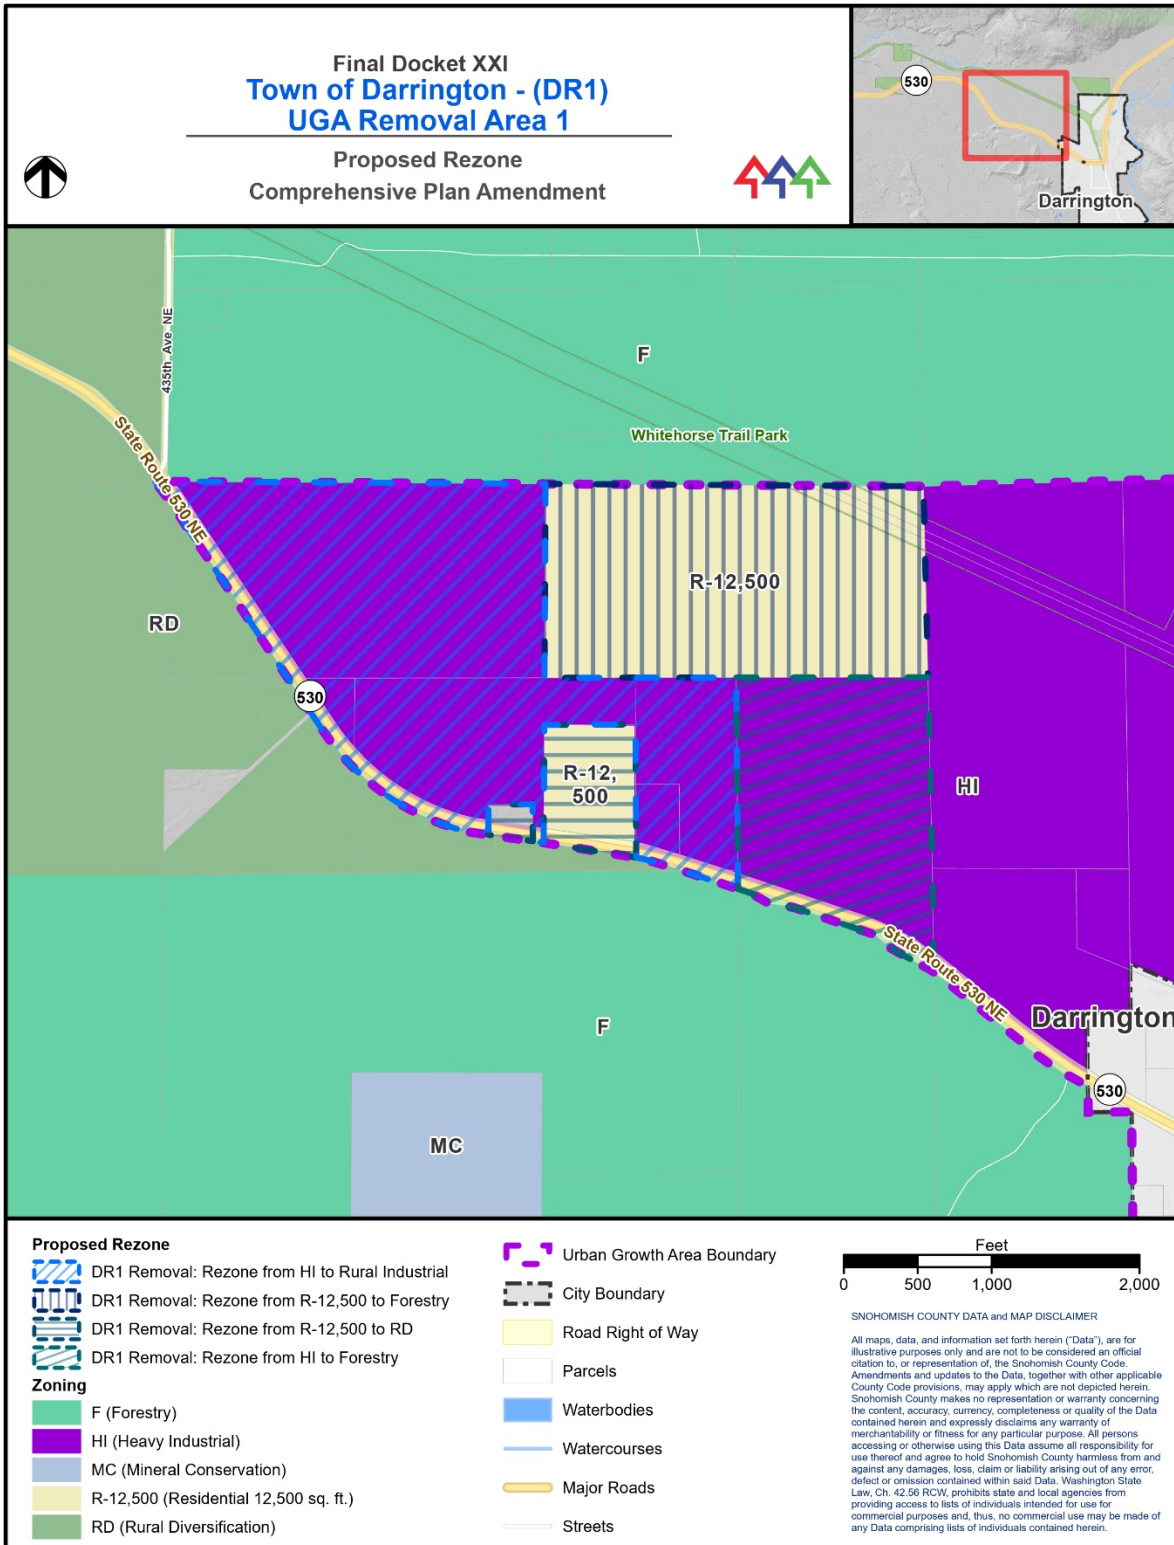 Final Docket XXI
Town of Darrington - (DR1)
UGA Removal Area 1
Proposed Rezone
Comprehensive Plan Amendment
530
Darrington
435th Ave NE
F
Whitehorse Trail Park
State Route 530 NE
R-12,500
RD
530
R-12,
500
HI
State Route 530 NE
F
Darrington
530
MC
Proposed Rezone
DR1 Removal: Rezone from HI to Rural Industrial
DR1 Removal: Rezone from R-12,500 to Forestry
DR1 Removal: Rezone from R-12,500 to RD
DR1 Removal: Rezone from HI to Forestry
Zoning
F (Forestry)
HI (Heavy Industrial)
MC (Mineral Conservation)
R-12,500 (Residential 12,500 sq. ft.)
RD (Rural Diversification)
Urban Growth Area Boundary
City Boundary
Road Right of Way
Parcels
Waterbodies
Watercourses
Major Roads
Streets
Feet
0 500 1,000 2,000
SNOHOMISH COUNTY DATA and MAP DISCLAIMER
All maps, data, and information set forth herein ("Data"), are for
illustrative purposes only and are not to be considered an official
citation to, or representation of, the Snohomish County Code.
Amendments and updates to the Data, together with other applicable
County Code provisions, may apply which are not depicted herein.
Snohomish County makes no representation or warranty concerning
the content, accuracy, currency, completeness or quality of the Data
contained herein and expressly disclaims any warranty of
merchantability or fitness for any particular purpose. All persons
accessing or otherwise using this Data assume all responsibility for
use thereof and agree to hold Snohomish County harmless from and
against any damages, loss, claim or liability arising out of any error,
defect or omission contained within said Data. Washington State
Law, Ch. 42.56 RCW, prohibits state and local agencies from
providing access to lists of individuals intended for use for
commercial purposes and, thus, no commercial use may be made of
any Data comprising lists of individuals contained herein.